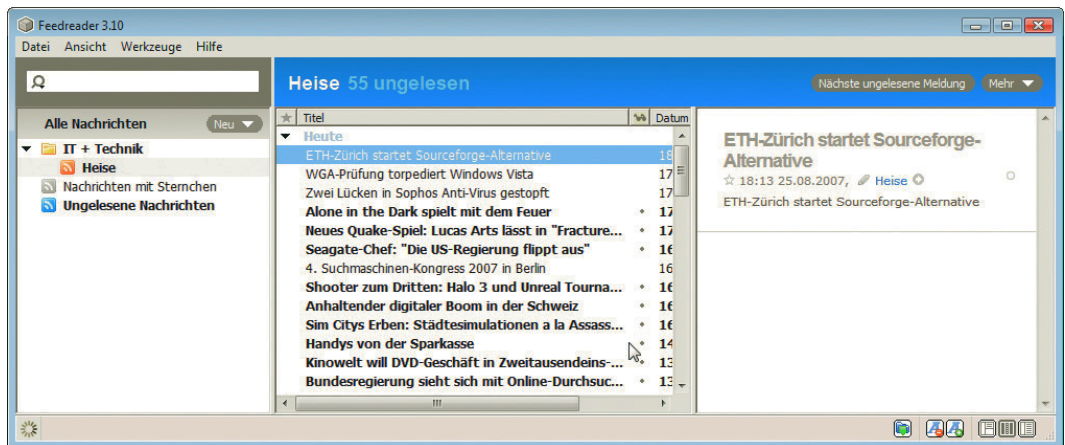 Feedreader 3.10
Datei Ansicht Werkzeuge Hilfe
Heise 55 ungelesen
Nächste ungelesene Meldung
Mehr
Alle Nachrichten
Neu
IT + Technik
Heise
Nachrichten mit Sternchen
Ungelesene Nachrichten
Titel Datum
Heute
ETH-Zürich startet Sourceforge-Alternative 18
WGA-Prüfung torpediert Windows Vista 17
Zwei Lücken in Sophos Anti-Virus gestopft 17
Alone in the Dark spielt mit dem Feuer 17
Neues Quake-Spiel: Lucas Arts lässt in "Fracture... 17
Seagate-Chef: "Die US-Regierung flippt aus" 16
4. Suchmaschinen-Kongress 2007 in Berlin 16
Shooter zum Dritten: Halo 3 und Unreal Tourna... 16
Anhaltender digitaler Boom in der Schweiz 16
Sim Citys Erben: Städtesimulationen a la Assass... 16
Handys von der Sparkasse 14
Kinowelt will DVD-Geschäft in Zweitausendeins-... 13
Bundesregierung sieht sich mit Online-Durchsuc... 13
ETH-Zürich startet Sourceforge-
Alternative
18:13 25.08.2007, Heise
ETH-Zürich startet Sourceforge-Alternative